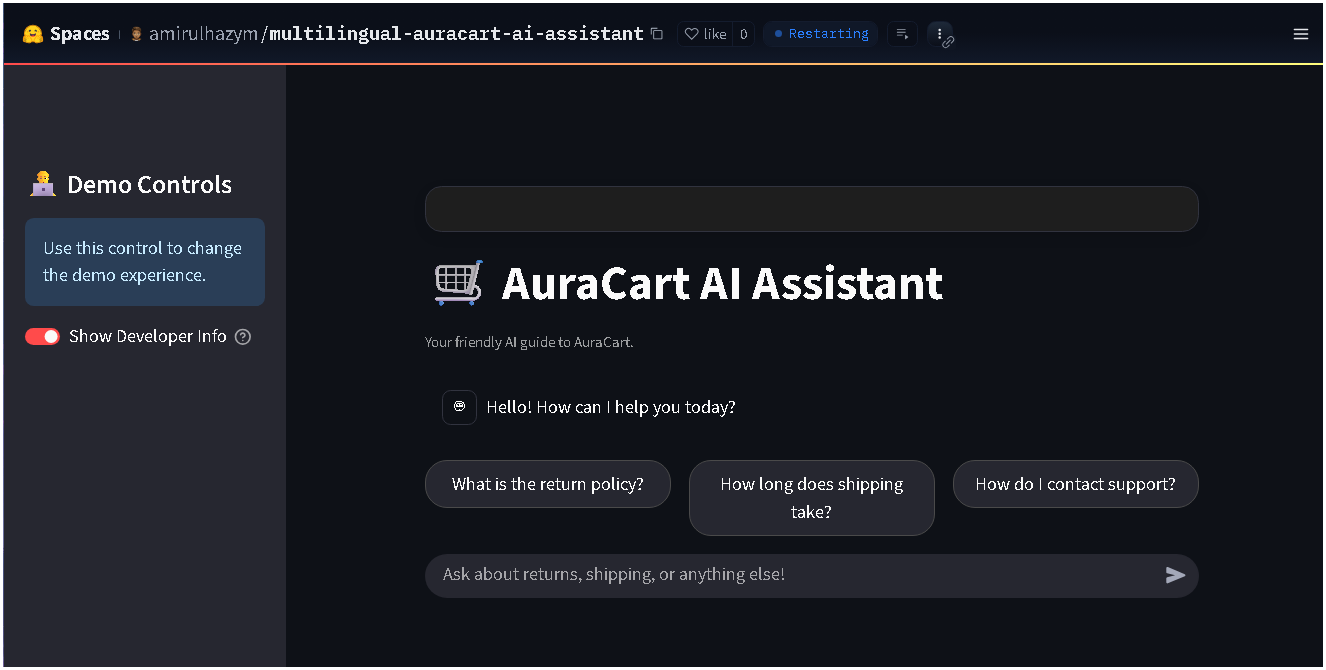 Spaces amirulhazym/multilingual-auracart-ai-assistant like 0 Restarting
Demo Controls
Use this control to change
the demo experience.
Show Developer Info
AuraCart AI Assistant
Your friendly AI guide to AuraCart.
Hello! How can I help you today?
What is the return policy?
How long does shipping
take?
How do I contact support?
Ask about returns, shipping, or anything else!